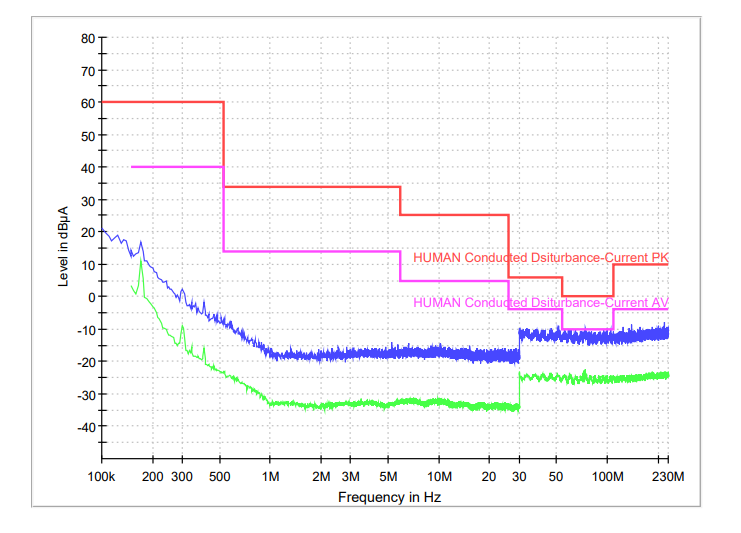 80
70
60
50
40
30
20
10
0
-10
-20
-30
-40
Level in dBµA
HUMAN Conducted Dsiturbance-Current PK
HUMAN Conducted Dsiturbance-Current AV
100k 200 300 500 1M 2M 3M 5M 10M 20 30 50 100M 230M
Frequency in Hz